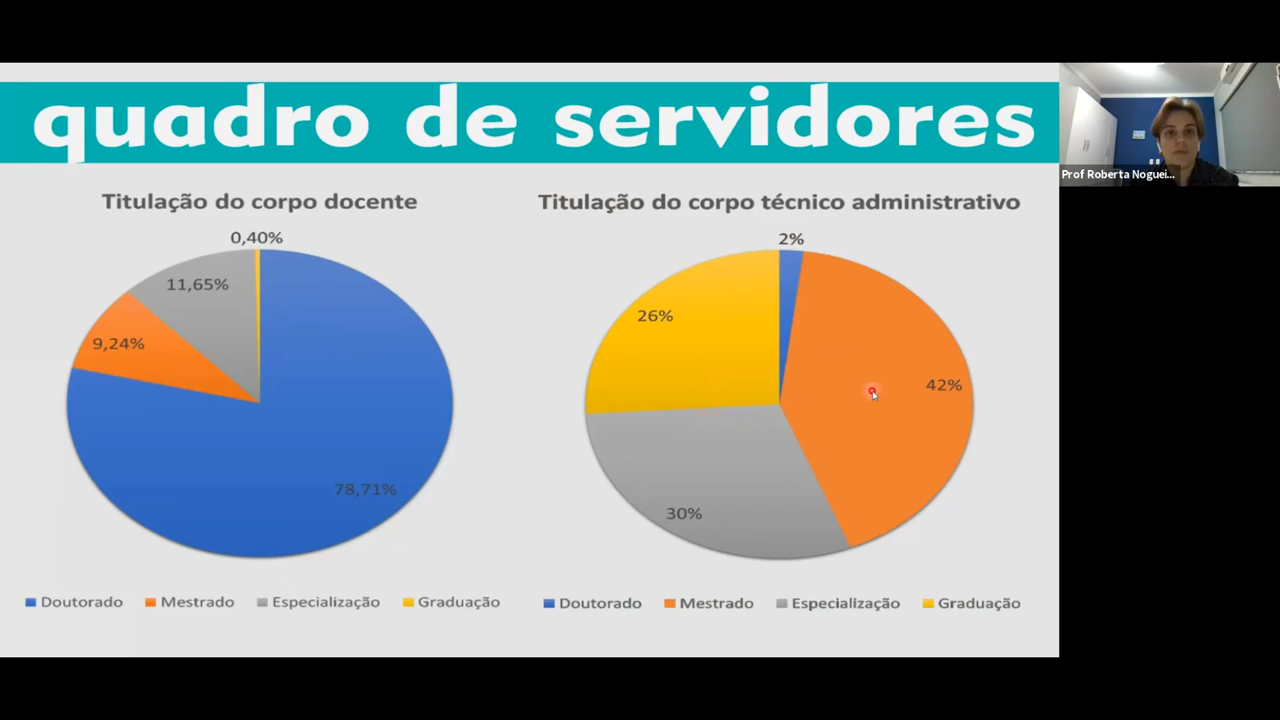 quadro de servidores
Prof Roberta Noguei...
Titulação do corpo docente
0,40%
11,65%
9,24%
78,71%
Doutorado Mestrado Especialização Graduação
Titulação do corpo técnico administrativo
2%
26%
42%
30%
Doutorado Mestrado Especialização Graduação